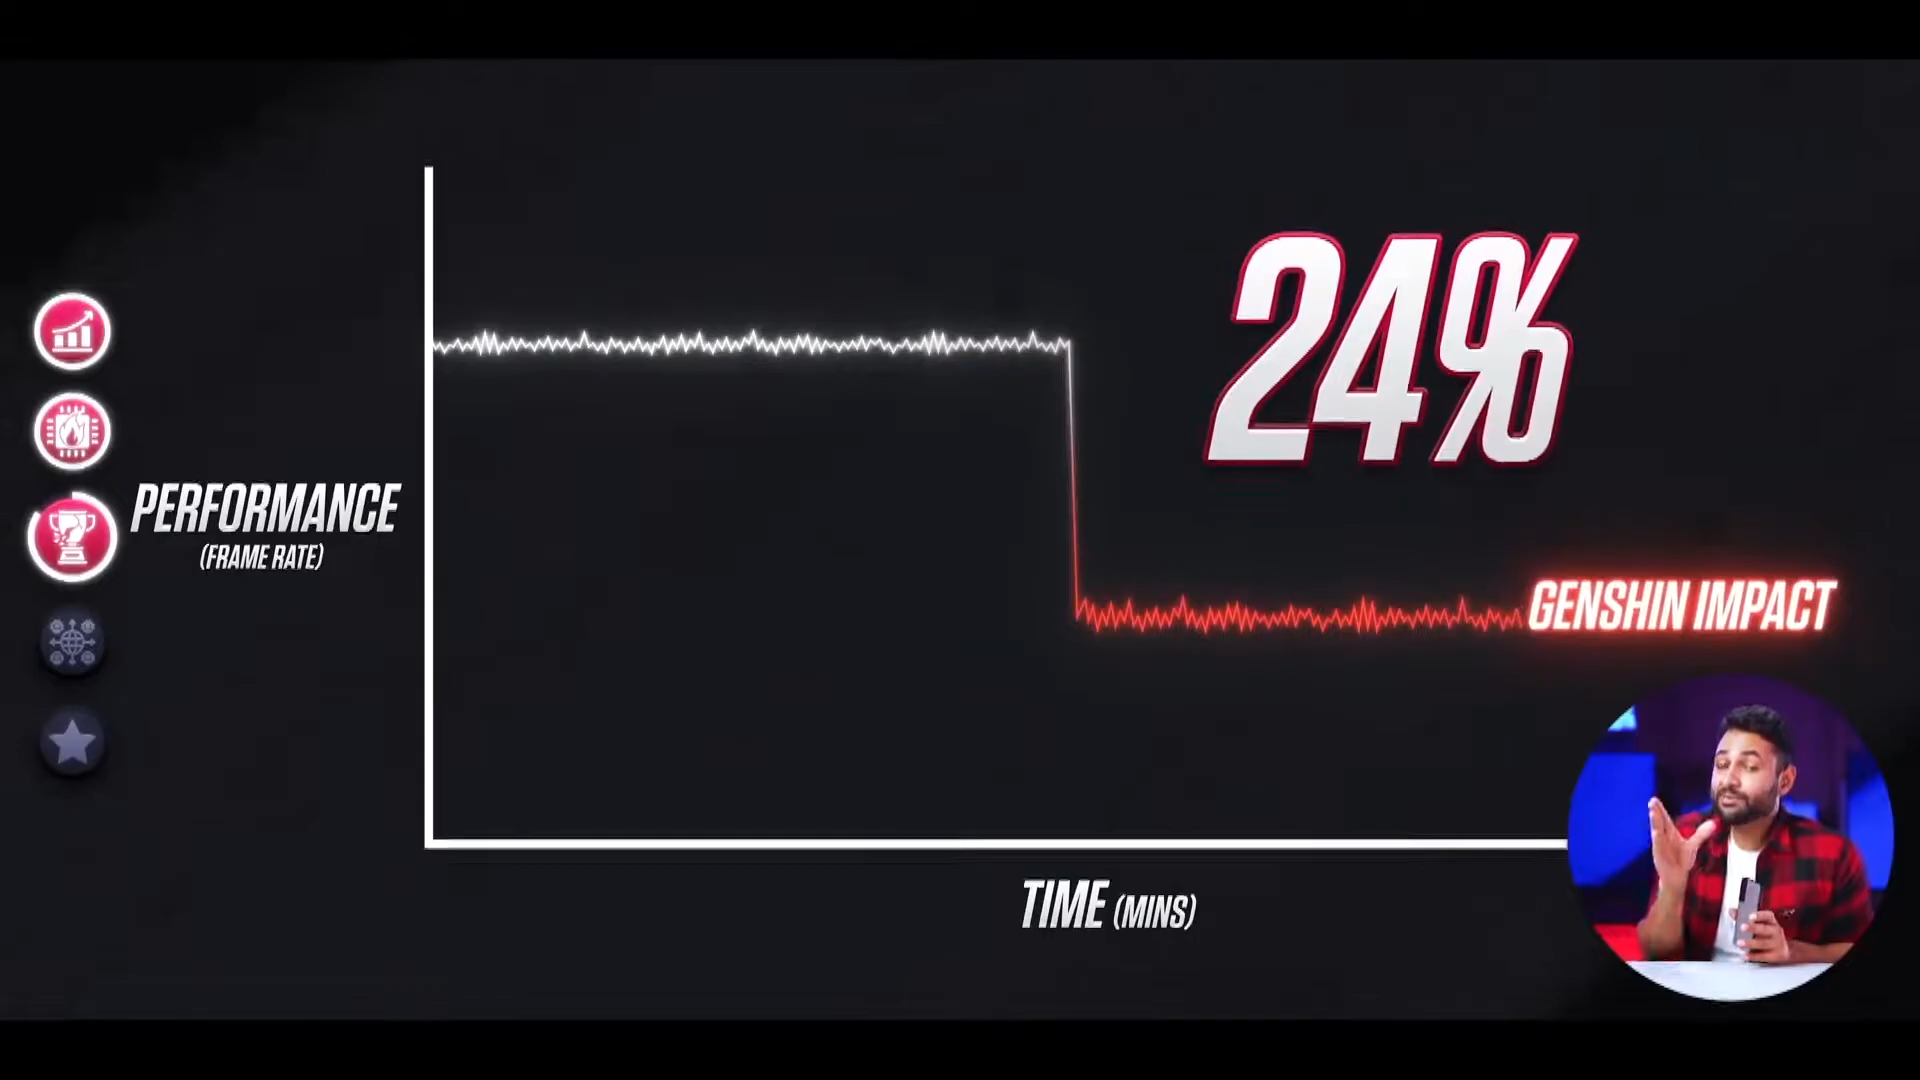 24%
PERFORMANCE
(FRAME RATE)
GENSHIN IMPACT
TIME (MINS)